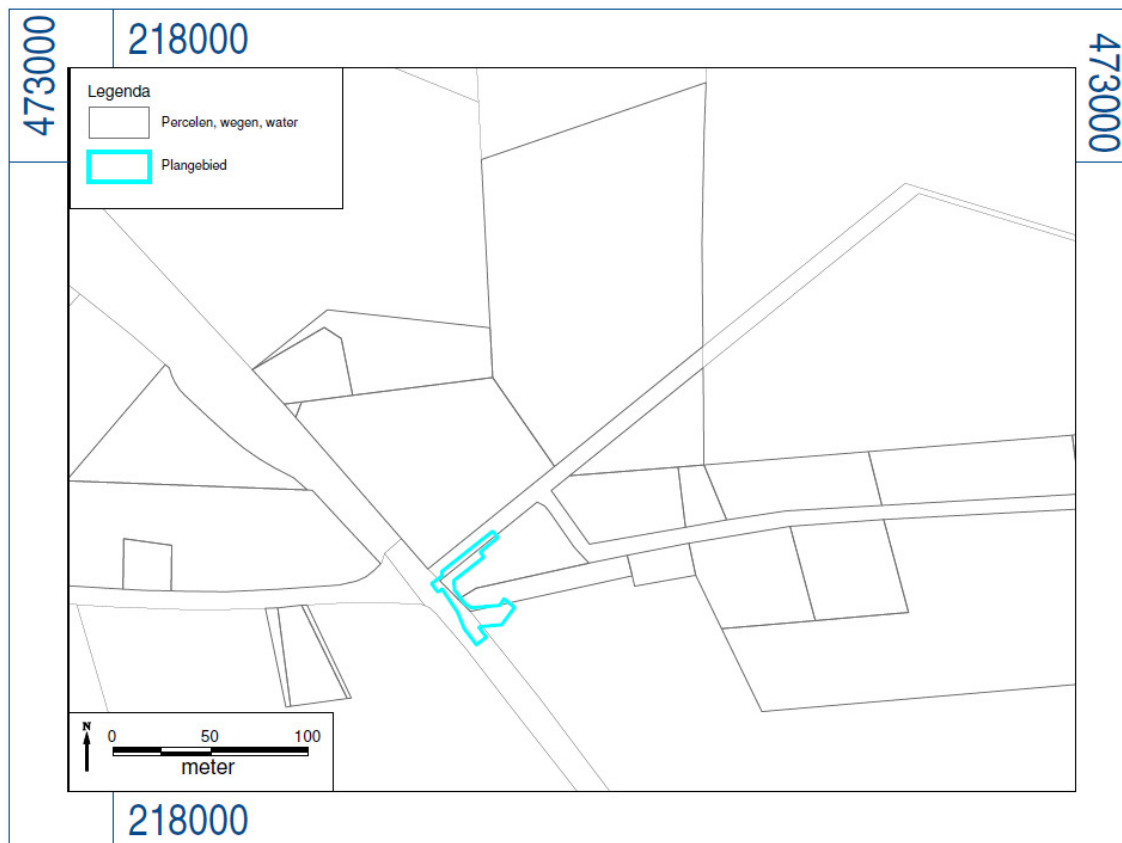 473000
218000
473000
Legenda
Percelen, wegen, water
Plangebied
N
0 50 100
meter
218000